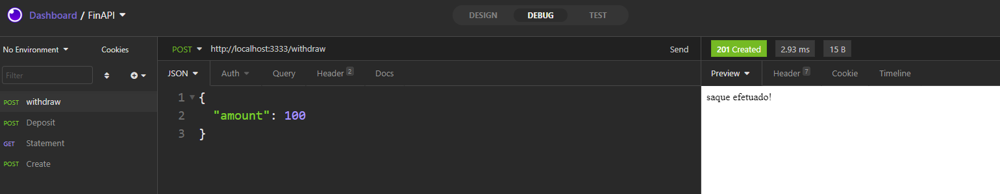 Dashboard / FinAPI
DESIGN DEBUG TEST
No Environment Cookies
POST http://localhost:3333/withdraw Send
201 Created 2.93 ms 15 B
Filter
JSON Auth Query Header 2 Docs
Preview Header 7 Cookie Timeline
POST withdraw
POST Deposit
GET Statement
POST Create
1 {
2 "amount": 100
3 }
saque efetuado!